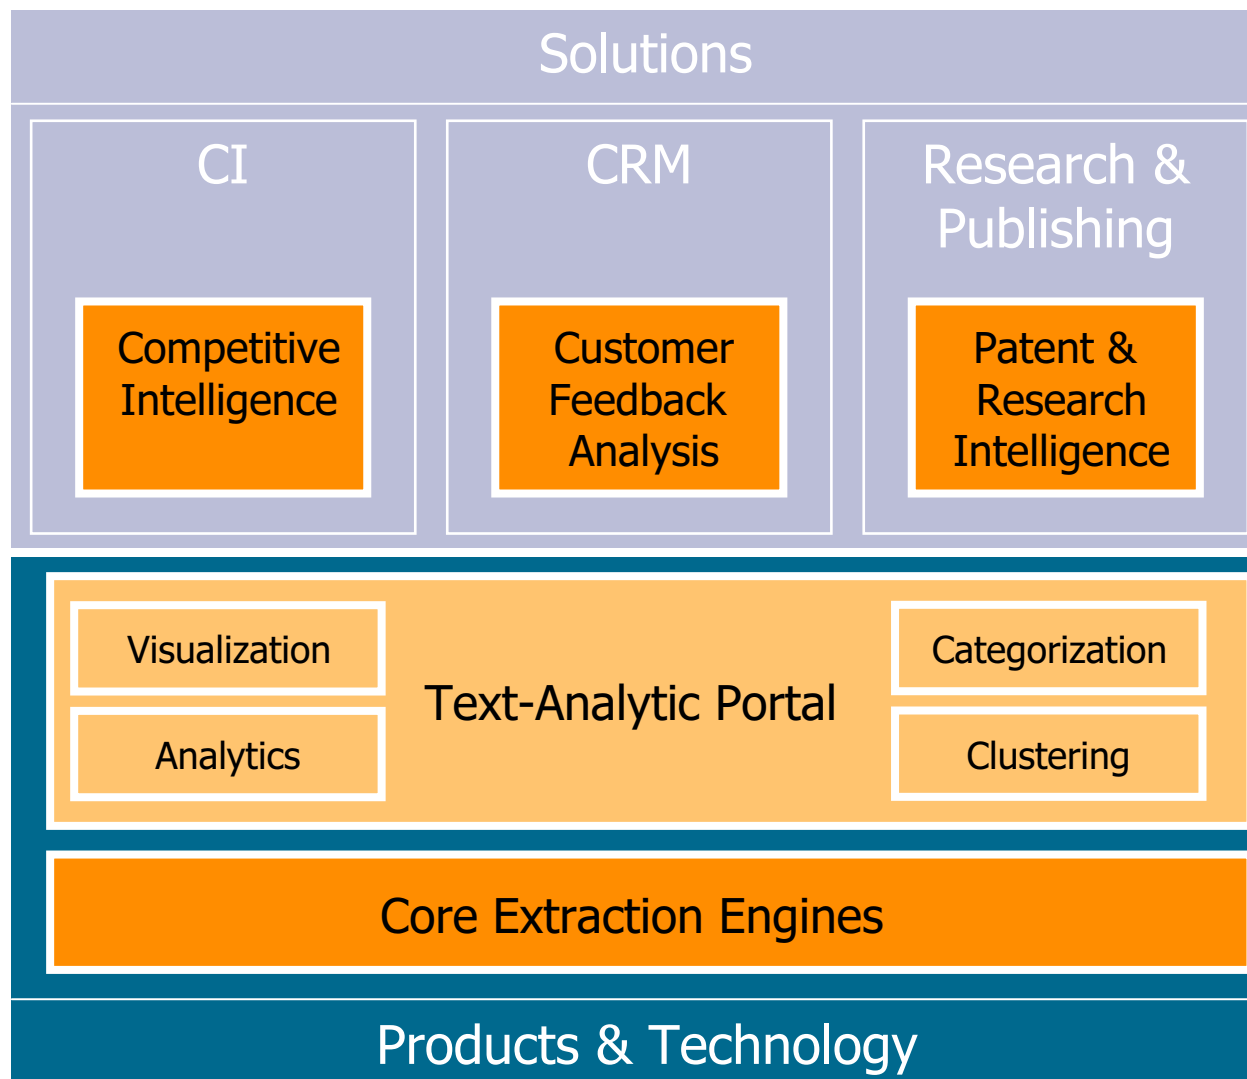 Solutions
CI
CRM
Research &
Publishing
Competitive
Intelligence
Customer
Feedback
Analysis
Patent &
Research
Intelligence
Visualization
Analytics
Text-Analytic Portal
Categorization
Clustering
Core Extraction Engines
Products & Technology